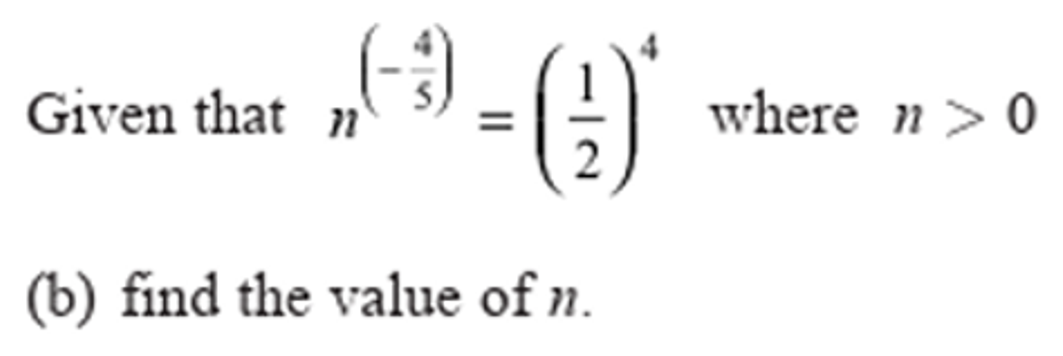 Given that n^(-4/5) = (1/2)^4 where n > 0
(b) find the value of n.